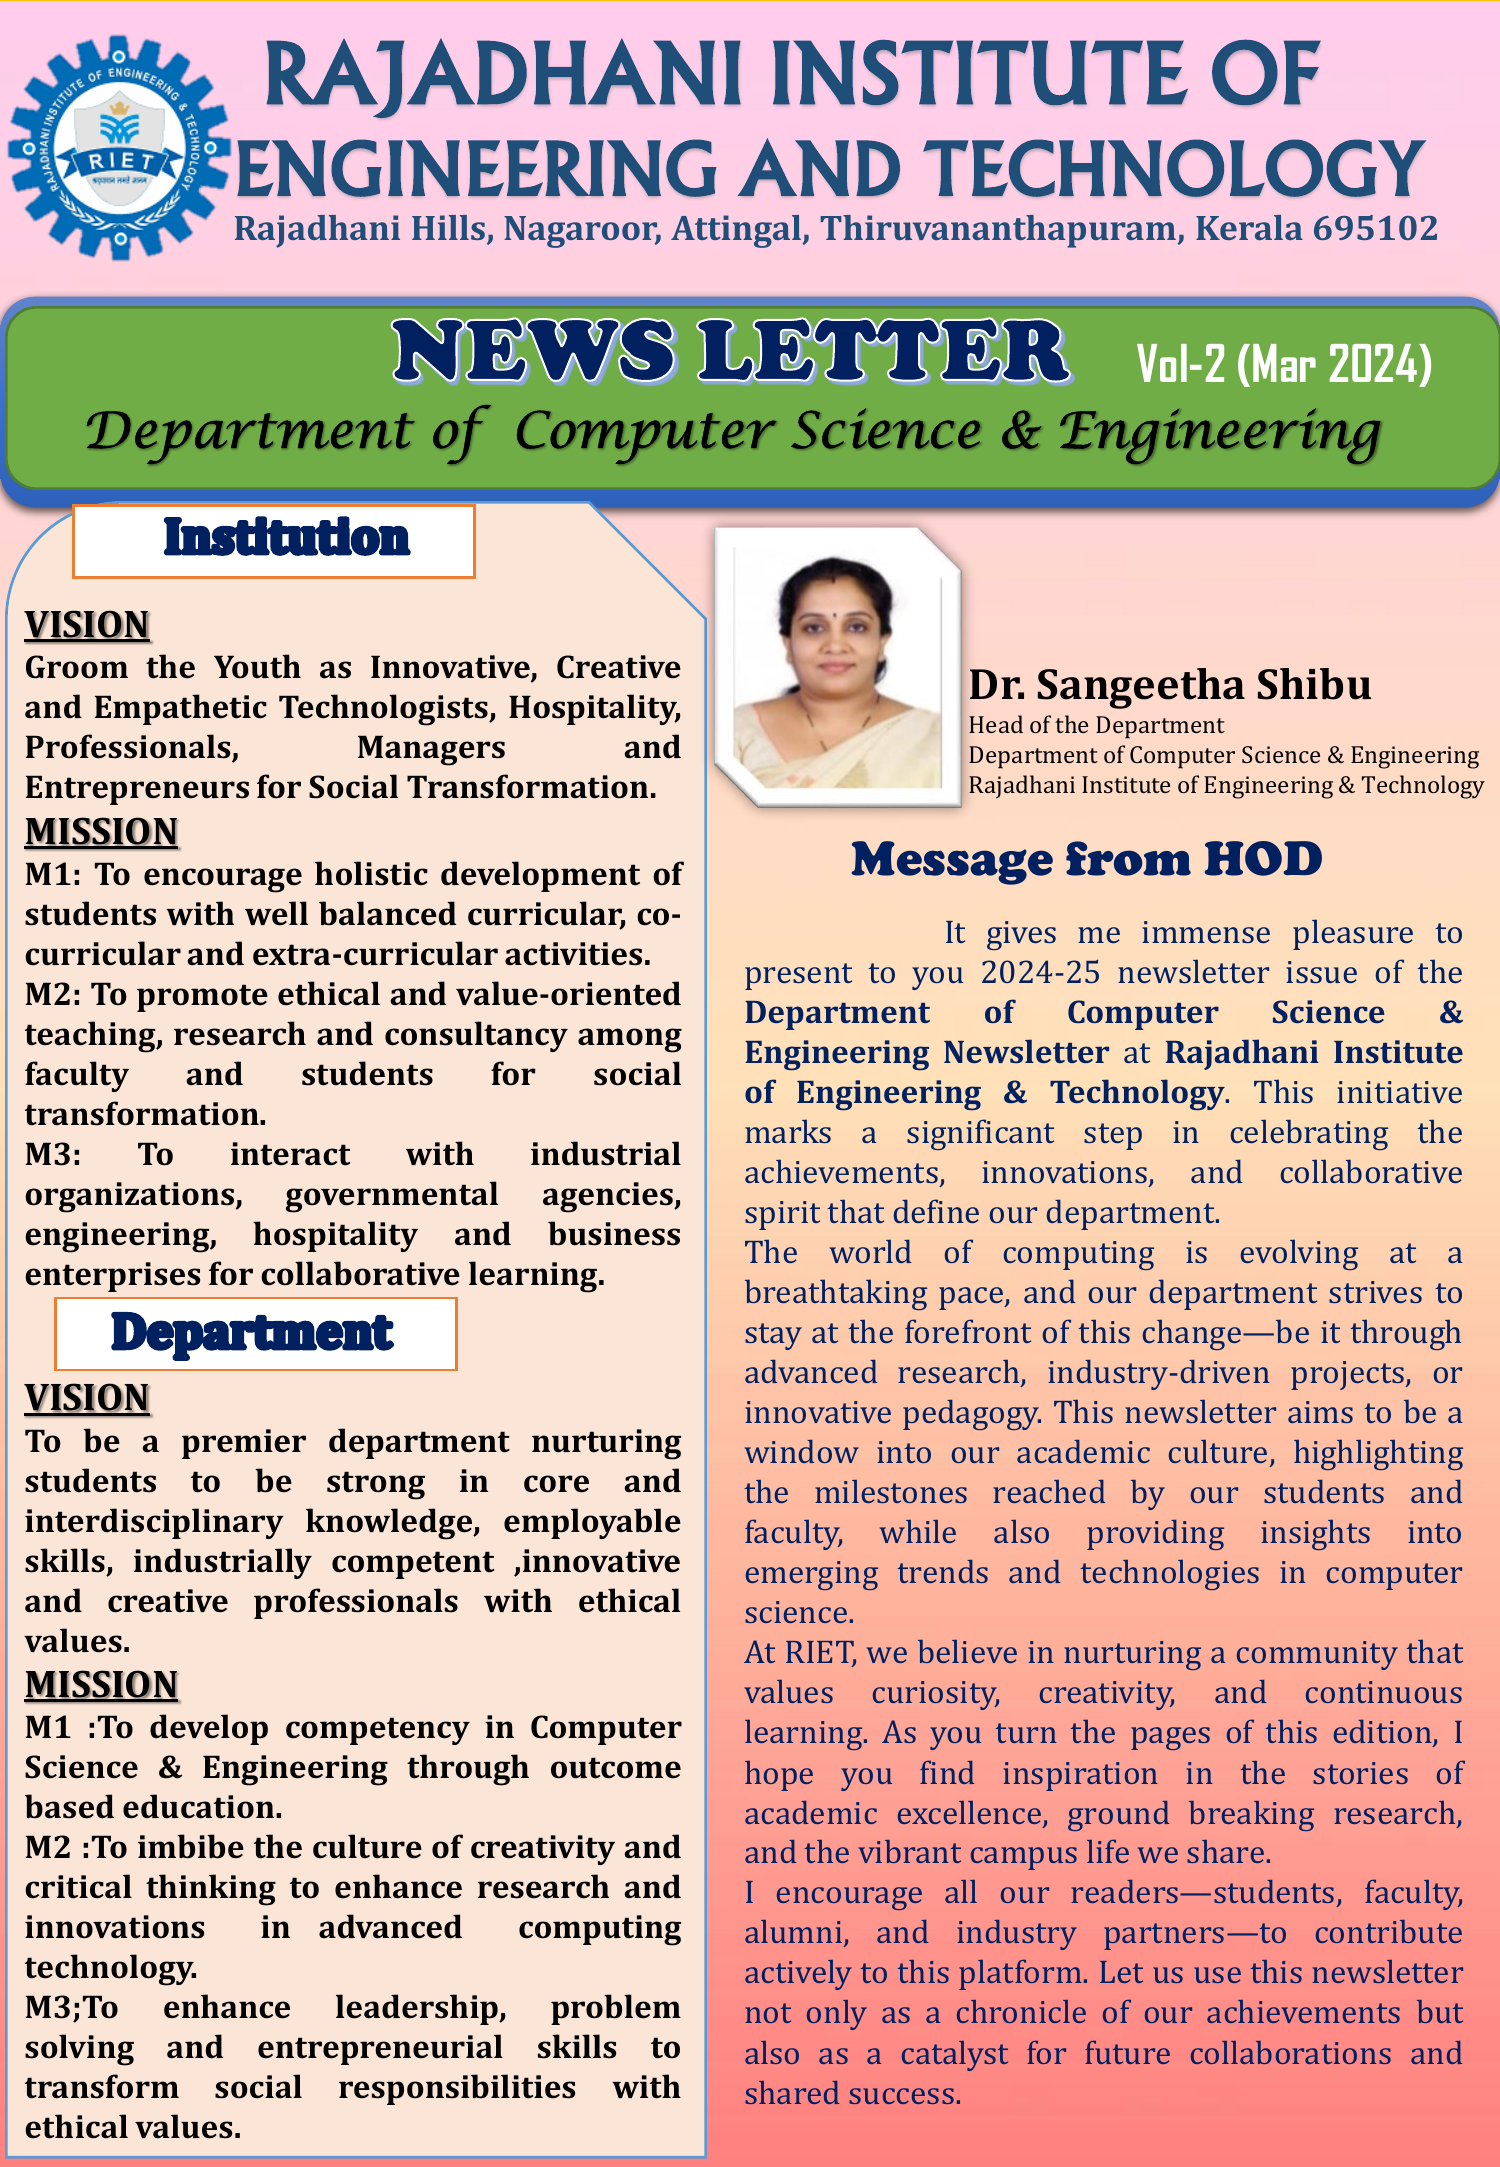 RAJADHANI INSTITUTE OF
ENGINEERING AND TECHNOLOGY
Rajadhani Hills, Nagaroor, Attingal, Thiruvananthapuram, Kerala 695102
RAJADHANI INSTITUTE OF ENGINEERING & TECHNOLOGY
RIET
NEWS LETTER
Vol-2 (Mar 2024)
Department of Computer Science & Engineering
Institution
VISION
Groom the Youth as Innovative, Creative
and Empathetic Technologists, Hospitality,
Professionals, Managers and
Entrepreneurs for Social Transformation.
MISSION
M1: To encourage holistic development of
students with well balanced curricular, co-
curricular and extra-curricular activities.
M2: To promote ethical and value-oriented
teaching, research and consultancy among
faculty and students for social
transformation.
M3: To interact with industrial
organizations, governmental agencies,
engineering, hospitality and business
enterprises for collaborative learning.
Department
VISION
To be a premier department nurturing
students to be strong in core and
interdisciplinary knowledge, employable
skills, industrially competent ,innovative
and creative professionals with ethical
values.
MISSION
M1 :To develop competency in Computer
Science & Engineering through outcome
based education.
M2 :To imbibe the culture of creativity and
critical thinking to enhance research and
innovations in advanced computing
technology.
M3;To enhance leadership, problem
solving and entrepreneurial skills to
transform social responsibilities with
ethical values.
Dr. Sangeetha Shibu
Head of the Department
Department of Computer Science & Engineering
Rajadhani Institute of Engineering & Technology
Message from HOD
It gives me immense pleasure to
present to you 2024-25 newsletter issue of the
Department of Computer Science &
Engineering Newsletter at Rajadhani Institute
of Engineering & Technology. This initiative
marks a significant step in celebrating the
achievements, innovations, and collaborative
spirit that define our department.
The world of computing is evolving at a
breathtaking pace, and our department strives to
stay at the forefront of this change—be it through
advanced research, industry-driven projects, or
innovative pedagogy. This newsletter aims to be a
window into our academic culture, highlighting
the milestones reached by our students and
faculty, while also providing insights into
emerging trends and technologies in computer
science.
At RIET, we believe in nurturing a community that
values curiosity, creativity, and continuous
learning. As you turn the pages of this edition, I
hope you find inspiration in the stories of
academic excellence, ground breaking research,
and the vibrant campus life we share.
I encourage all our readers—students, faculty,
alumni, and industry partners—to contribute
actively to this platform. Let us use this newsletter
not only as a chronicle of our achievements but
also as a catalyst for future collaborations and
shared success.